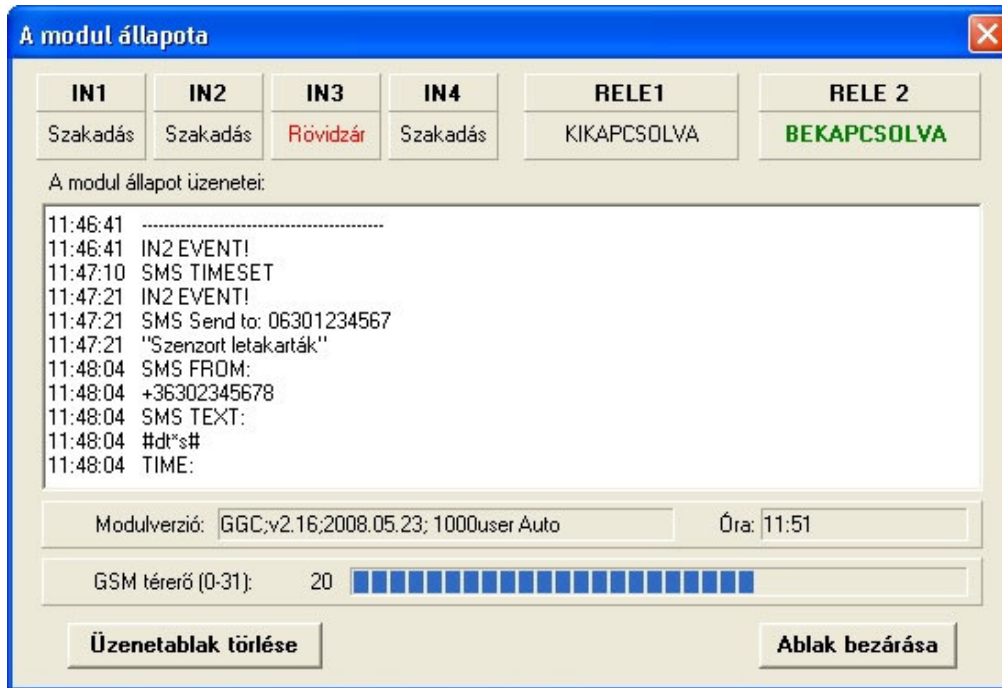 A modul állapota
IN1 IN2 IN3 IN4 RELE1 RELE 2
Szakadás Szakadás Rövidzár Szakadás KIKAPCSOLVA BEKAPCSOLVA
A modul állapot üzenetei:
11:46:41 --------------------------------------------
11:46:41 IN2 EVENT!
11:47:10 SMS TIMESET
11:47:21 IN2 EVENT!
11:47:21 SMS Send to: 06301234567
11:47:21 "Szenzort letakarták"
11:48:04 SMS FROM:
11:48:04 +36302345678
11:48:04 SMS TEXT:
11:48:04 #dt*s#
11:48:04 TIME:
Modulverzió: GGC;v2.16;2008.05.23; 1000user Auto Óra: 11:51
GSM térerő (0-31): 20
Üzenetablak törlése Ablak bezárása